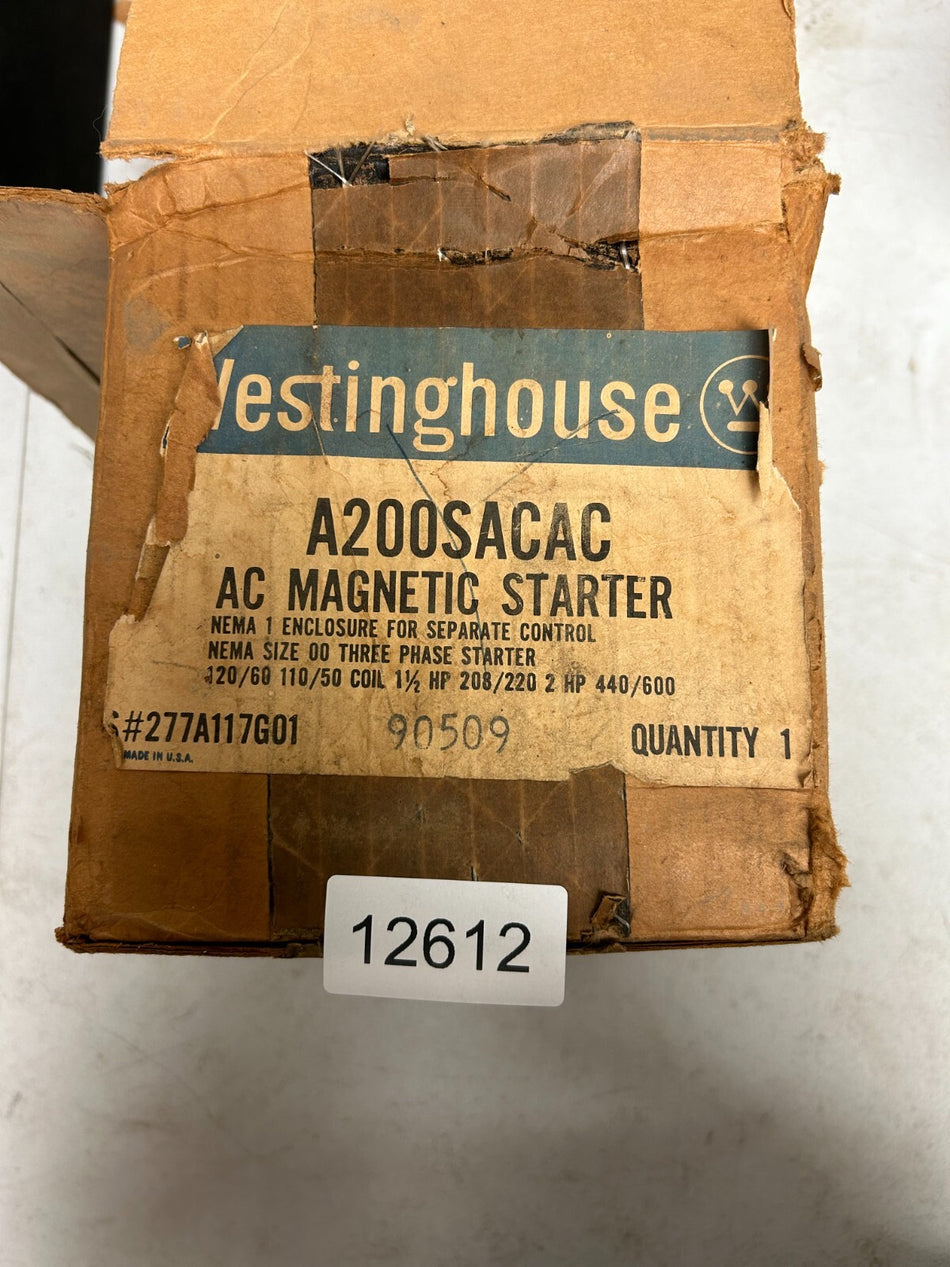 Westinghouse W
A200SACAC
AC MAGNETIC STARTER
NEMA 1 ENCLOSURE FOR SEPARATE CONTROL
NEMA SIZE 00 THREE PHASE STARTER
120/60 110/50 COIL 1½ HP 208/220 2 HP 440/600
S#277A117G01 90509 QUANTITY 1
MADE IN U.S.A.
12612